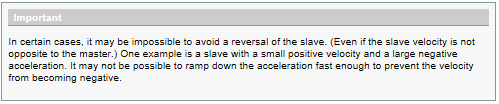 Important
In certain cases, it may be impossible to avoid a reversal of the slave. (Even if the slave velocity is not
opposite to the master.) One example is a slave with a small positive velocity and a large negative
acceleration. It may not be possible to ramp down the acceleration fast enough to prevent the velocity
from becoming negative.